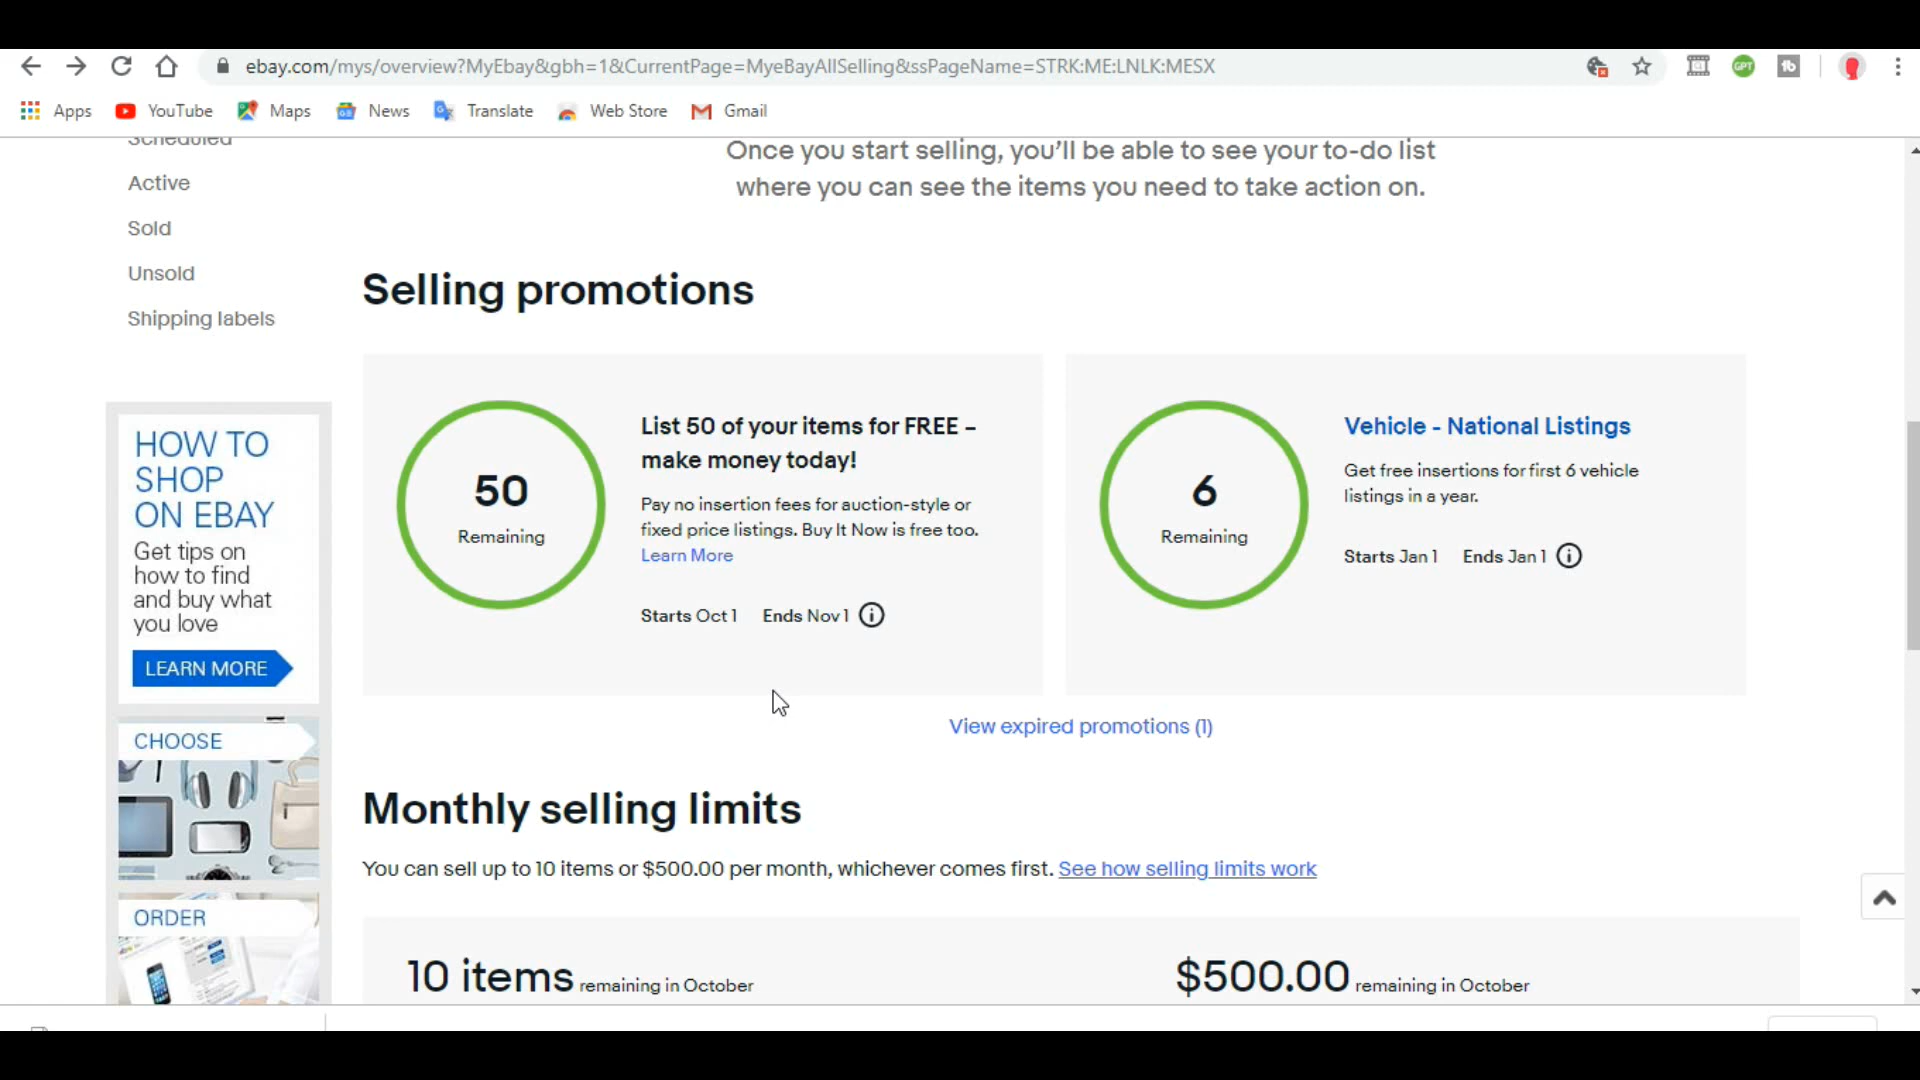 ebay.com/mys/overview?MyEbay&gbh=1&CurrentPage=MyeBayAllSelling&ssPageName=STRK:ME:LNLK:MESX
GPT
Apps YouTube Maps News Translate Web Store Gmail
Scheduled
Active
Sold
Unsold
Shipping labels
Once you start selling, you'll be able to see your to-do list
where you can see the items you need to take action on.
Selling promotions
50
Remaining
List 50 of your items for FREE –
make money today!
Pay no insertion fees for auction-style or
fixed price listings. Buy It Now is free too.
Learn More
Starts Oct 1 Ends Nov 1
6
Remaining
Vehicle - National Listings
Get free insertions for first 6 vehicle
listings in a year.
Starts Jan 1 Ends Jan 1
View expired promotions (1)
HOW TO
SHOP
ON EBAY
Get tips on
how to find
and buy what
you love
LEARN MORE
CHOOSE
ORDER
Monthly selling limits
You can sell up to 10 items or $500.00 per month, whichever comes first. See how selling limits work
10 items remaining in October
$500.00 remaining in October